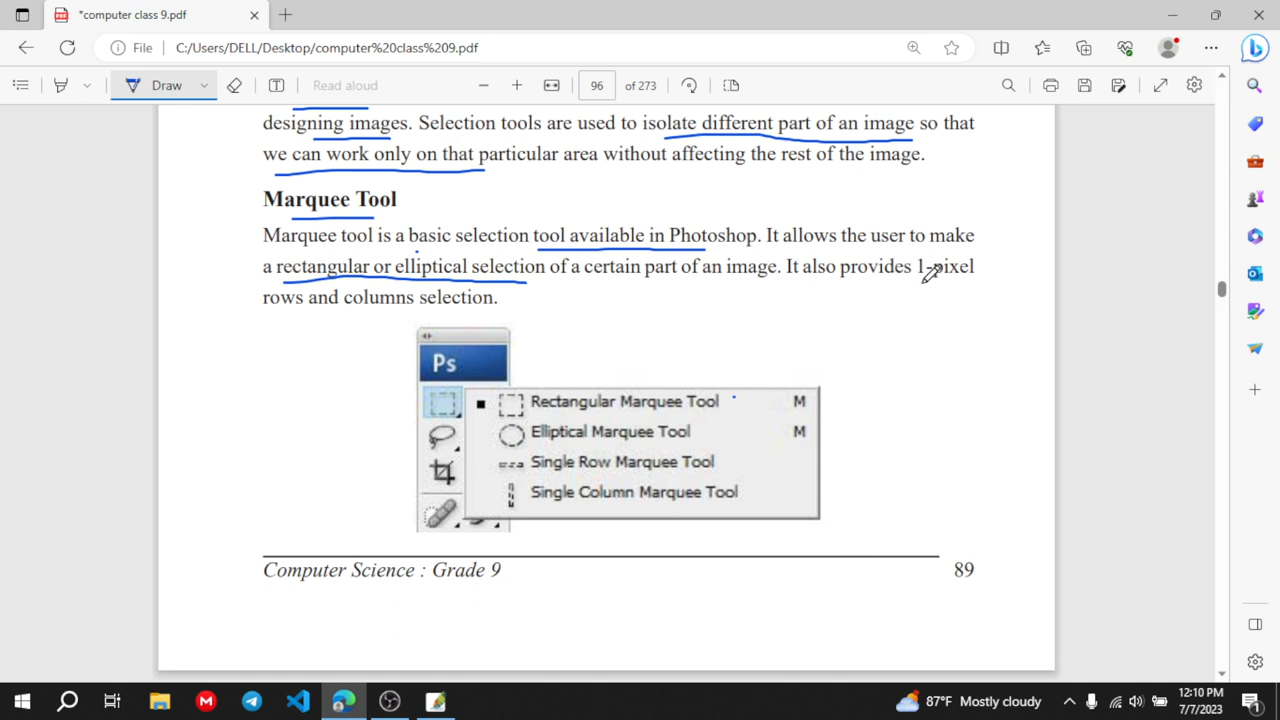 *computer class 9.pdf
File
C:/Users/DELL/Desktop/computer%20class%209.pdf
Draw
Read aloud
96 of 273
designing images. Selection tools are used to isolate different part of an image so that
we can work only on that particular area without affecting the rest of the image.
Marquee Tool
Marquee tool is a basic selection tool available in Photoshop. It allows the user to make
a rectangular or elliptical selection of a certain part of an image. It also provides 1-pixel
rows and columns selection.
Ps
Rectangular Marquee Tool M
Elliptical Marquee Tool M
Single Row Marquee Tool
Single Column Marquee Tool
Computer Science : Grade 9 89
87°F Mostly cloudy
12:10 PM
7/7/2023